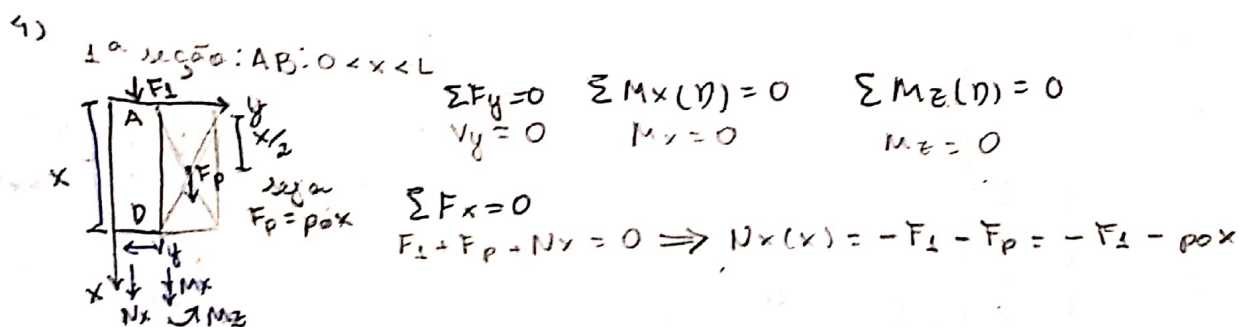 4)
1ª seção: AB: 0 < x < L
↓F1
A
y
x/2
x
Fp
seja
Fp = pox
D
y
x
Nx
Mx
Mz
ΣFy = 0 ΣMx(D) = 0 ΣMz(D) = 0
Vy = 0 Mx = 0 Mz = 0
ΣFx = 0
F1 + Fp + Nx = 0 ⇒ Nx(x) = -F1 - Fp = -F1 - pox